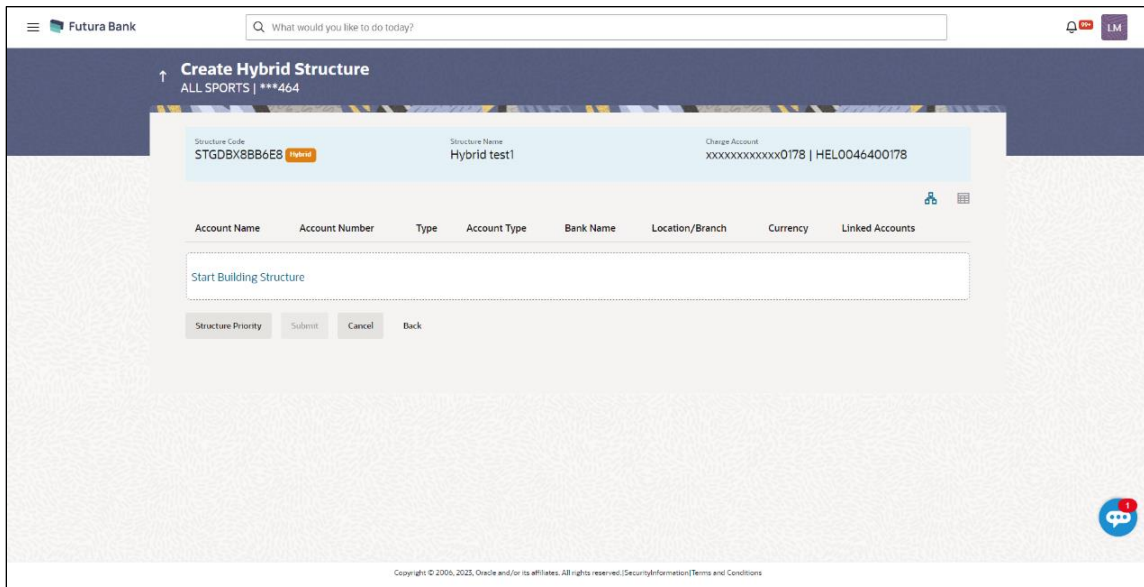 Futura Bank
What would you like to do today?
99+
LM
Create Hybrid Structure
ALL SPORTS | ***464
Structure Code
STGDBX8BB6E8 Hybrid
Structure Name
Hybrid test1
Charge Account
xxxxxxxxxxxx0178 | HEL0046400178
Account Name Account Number Type Account Type Bank Name Location/Branch Currency Linked Accounts
Start Building Structure
Structure Priority Submit Cancel Back
1
Copyright © 2006, 2023, Oracle and/or its affiliates. All rights reserved.|SecurityInformation|Terms and Conditions